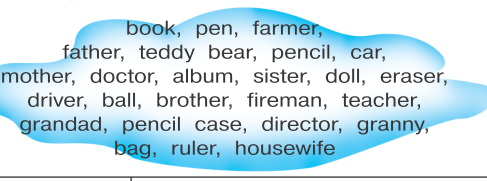 book, pen, farmer,
father, teddy bear, pencil, car,
mother, doctor, album, sister, doll, eraser,
driver, ball, brother, fireman, teacher,
grandad, pencil case, director, granny,
bag, ruler, housewife